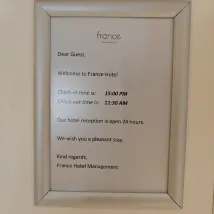 france
Dear Guest,
Welcome to France Hotel
Check-in time is: 15:00 PM
Check out time is: 11:30 AM
Our hotel reception is open 24 hours.
We wish you a pleasant stay.
Kind regards,
France Hotel Management